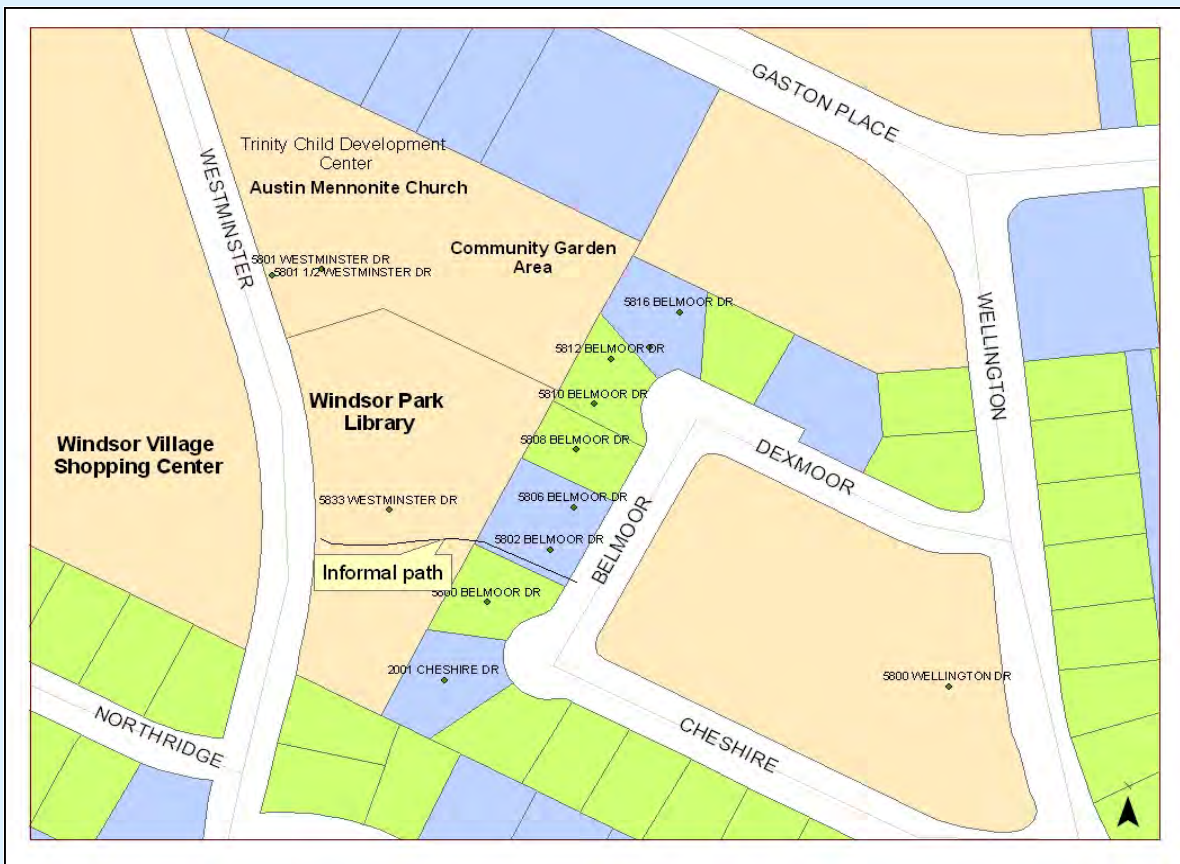 GASTON PLACE
Trinity Child Development
Center
Austin Mennonite Church
WESTMINSTER
Community Garden
Area
5801 WESTMINSTER DR
5801 1/2 WESTMINSTER DR
5816 BELMOOR DR
WELLINGTON
5812 BELMOOR DR
5810 BELMOOR DR
Windsor Park
Library
5808 BELMOOR DR
Windsor Village
Shopping Center
DEXMOOR
5833 WESTMINSTER DR
5806 BELMOOR DR
5802 BELMOOR DR
BELMOOR
Informal path
5800 BELMOOR DR
2001 CHESHIRE DR
5800 WELLINGTON DR
NORTHRIDGE
CHESHIRE